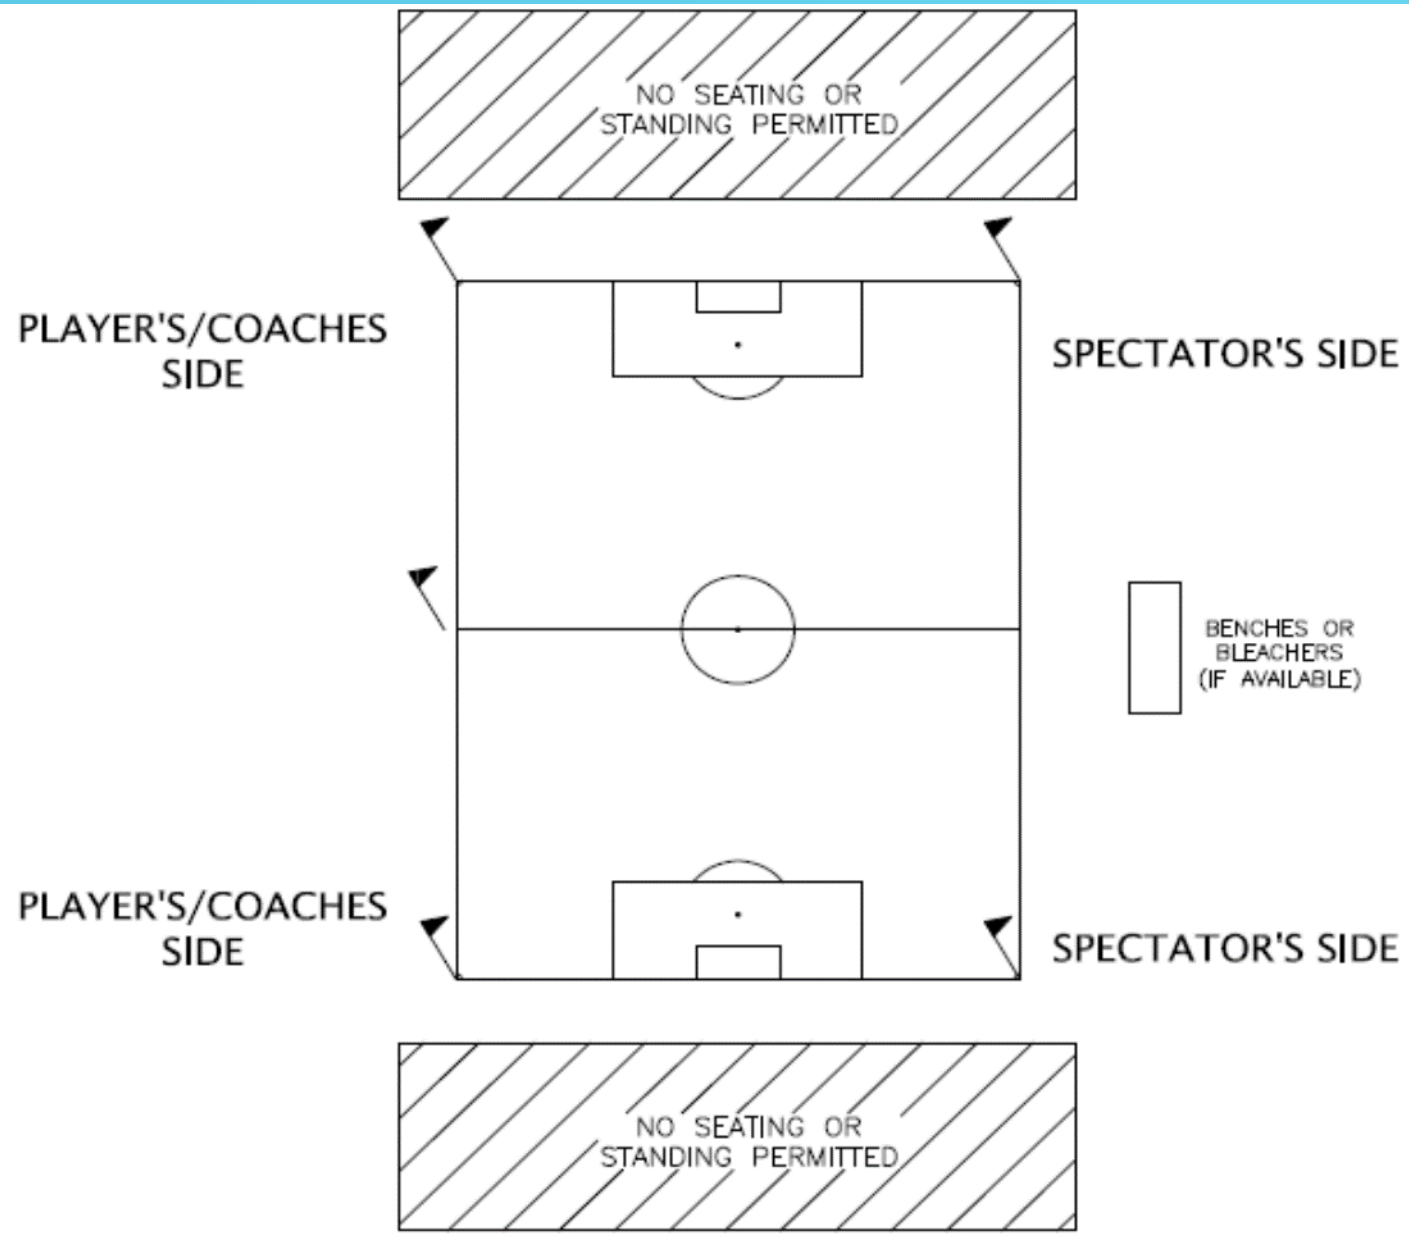 NO SEATING OR
STANDING PERMITTED
PLAYER'S/COACHES
SIDE
SPECTATOR'S SIDE
BENCHES OR
BLEACHERS
(IF AVAILABLE)
PLAYER'S/COACHES
SIDE
SPECTATOR'S SIDE
NO SEATING OR
STANDING PERMITTED